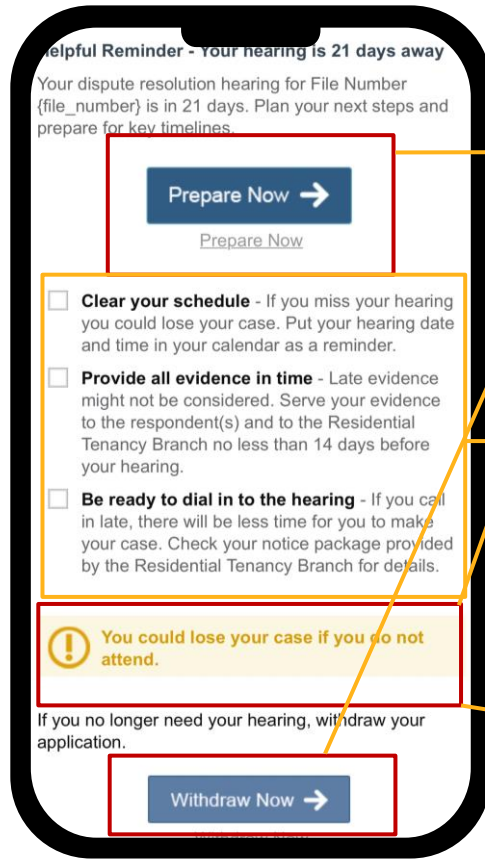 Helpful Reminder - Your hearing is 21 days away
Your dispute resolution hearing for File Number
{file_number} is in 21 days. Plan your next steps and
prepare for key timelines.
Prepare Now
Prepare Now
Clear your schedule - If you miss your hearing
you could lose your case. Put your hearing date
and time in your calendar as a reminder.
Provide all evidence in time - Late evidence
might not be considered. Serve your evidence
to the respondent(s) and to the Residential
Tenancy Branch no less than 14 days before
your hearing.
Be ready to dial in to the hearing - If you call
in late, there will be less time for you to make
your case. Check your notice package provided
by the Residential Tenancy Branch for details.
You could lose your case if you do not
attend.
If you no longer need your hearing, withdraw your
application.
Withdraw Now